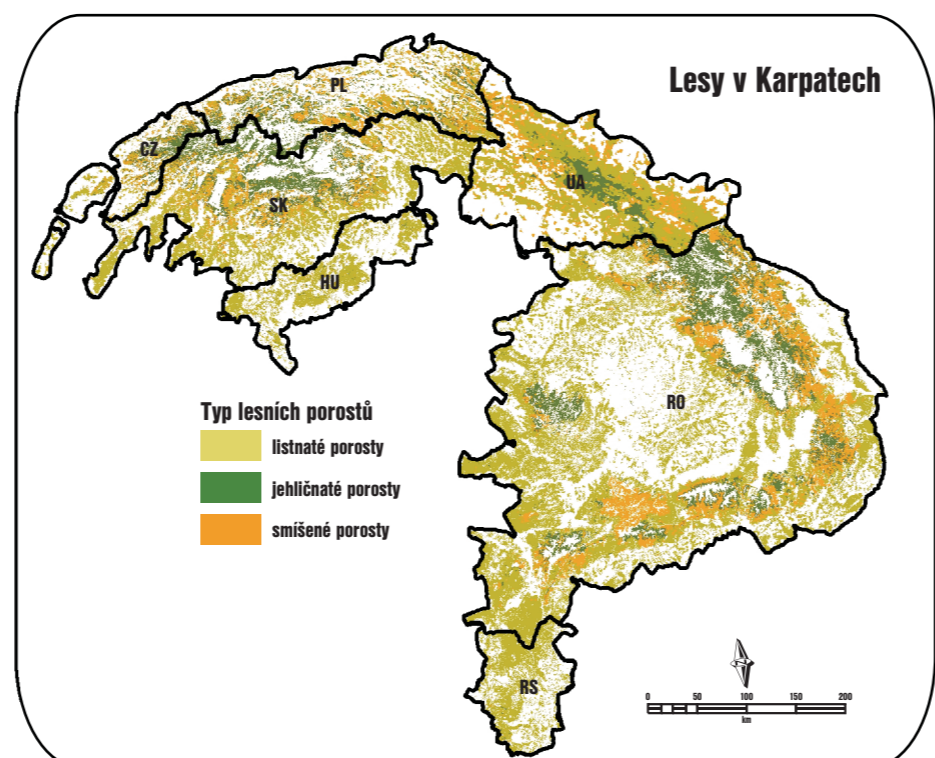 Lesy v Karpatech
PL
CZ
SK
UA
HU
RO
RS
Typ lesních porostů
listnaté porosty
jehličnaté porosty
smíšené porosty
0 50 100 150 200
km